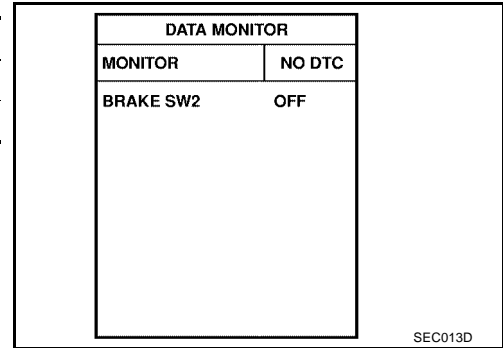 DATA MONITOR
MONITOR NO DTC
BRAKE SW2 OFF
SEC013D